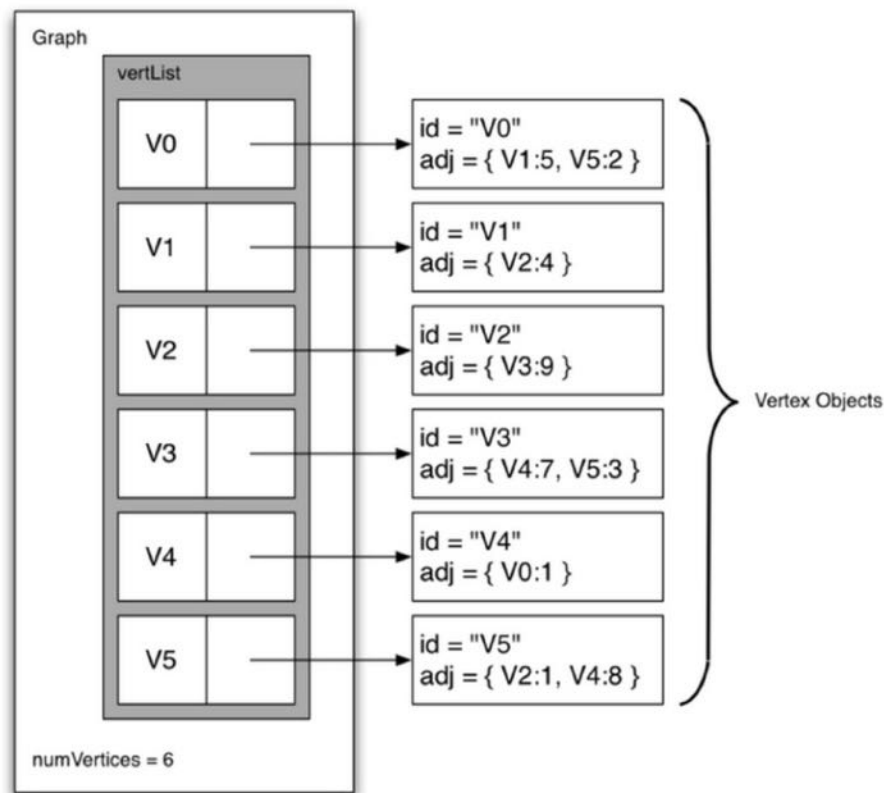 Graph
vertList
V0
id = "V0"
adj = { V1:5, V5:2 }
V1
id = "V1"
adj = { V2:4 }
V2
id = "V2"
adj = { V3:9 }
V3
id = "V3"
adj = { V4:7, V5:3 }
V4
id = "V4"
adj = { V0:1 }
V5
id = "V5"
adj = { V2:1, V4:8 }
Vertex Objects
numVertices = 6